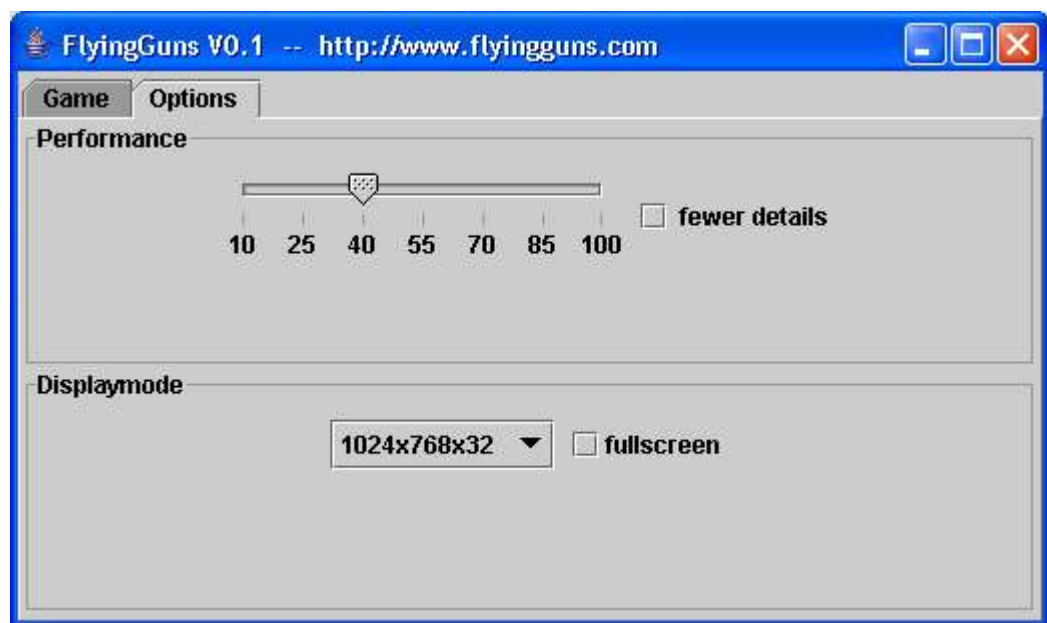 FlyingGuns V0.1 -- http://www.flyingguns.com
Game Options
Performance
fewer details
10 25 40 55 70 85 100
Displaymode
1024x768x32 fullscreen